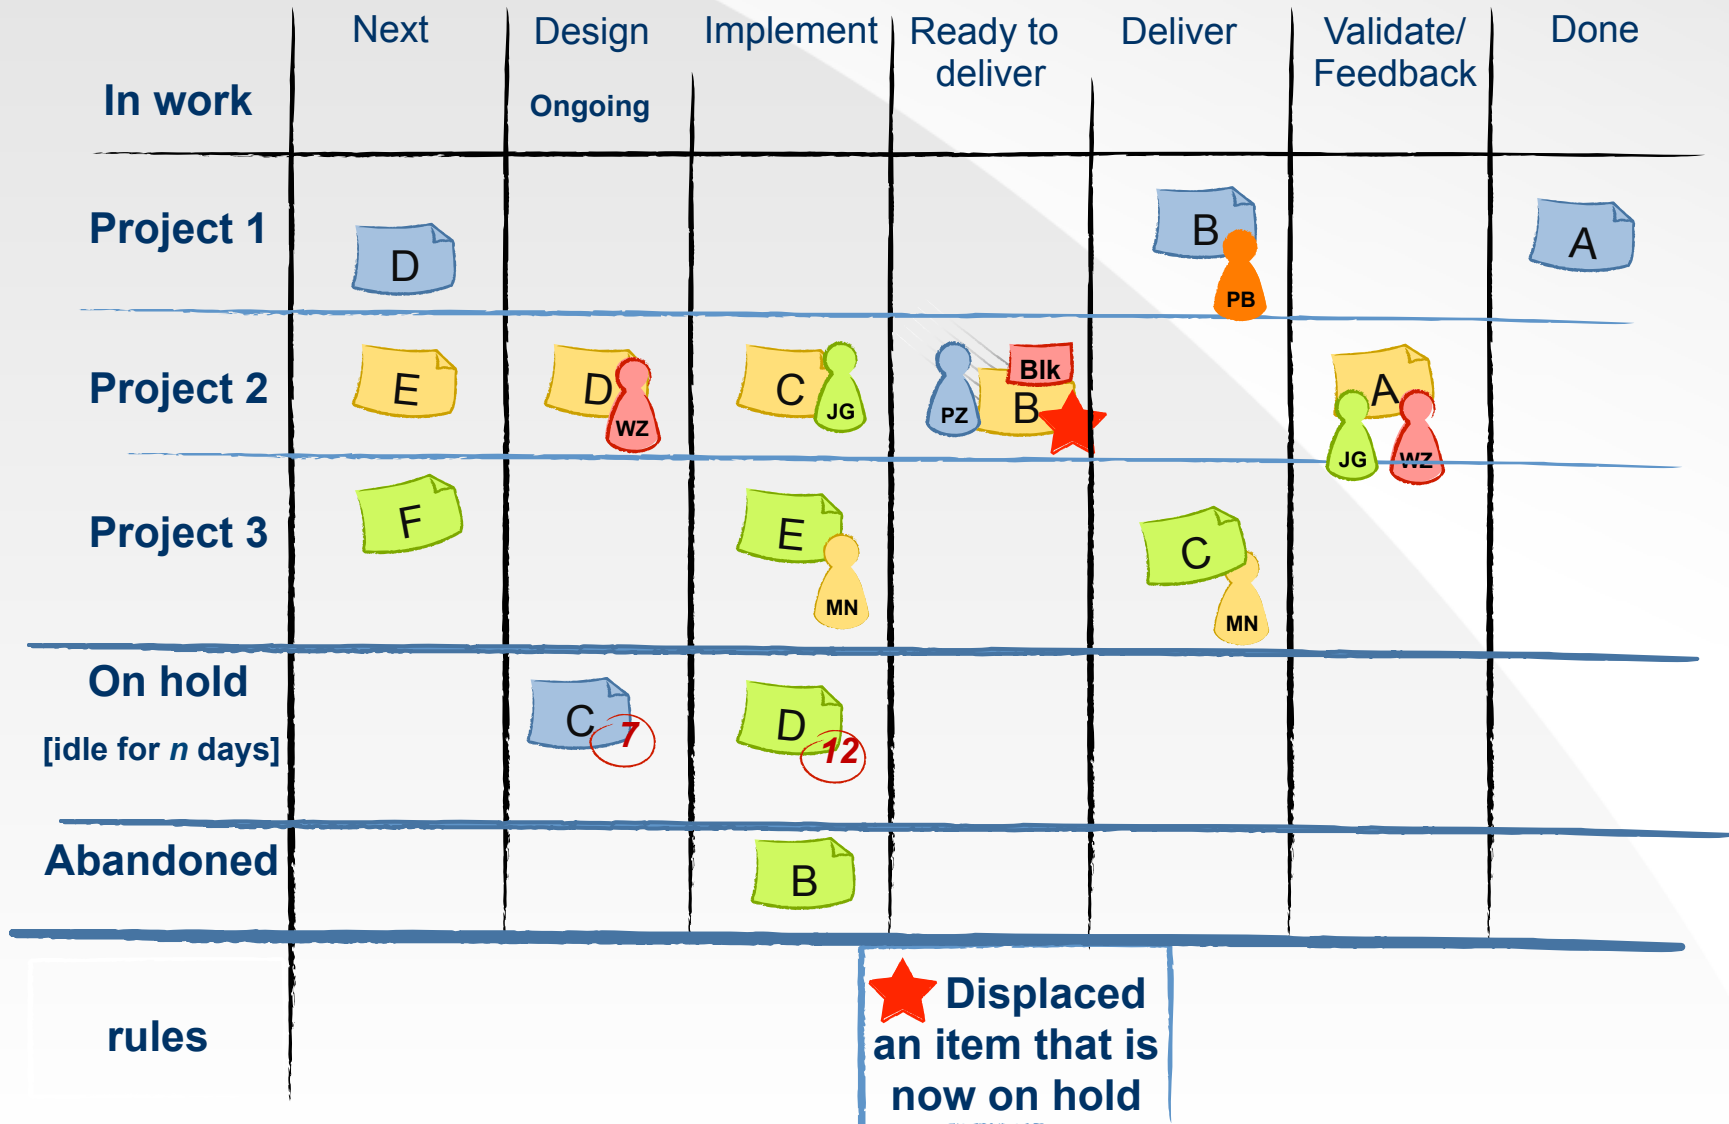 Next Design Implement Ready to Deliver Validate/ Done
deliver Feedback
In work Ongoing
Project 1 D B PB A
Project 2 E D WZ C JG PZ Blk B A JG WZ
Project 3 F E MN C MN
On hold C 7 D 12
[idle for n days]
Abandoned B
rules
Displaced
an item that is
now on hold